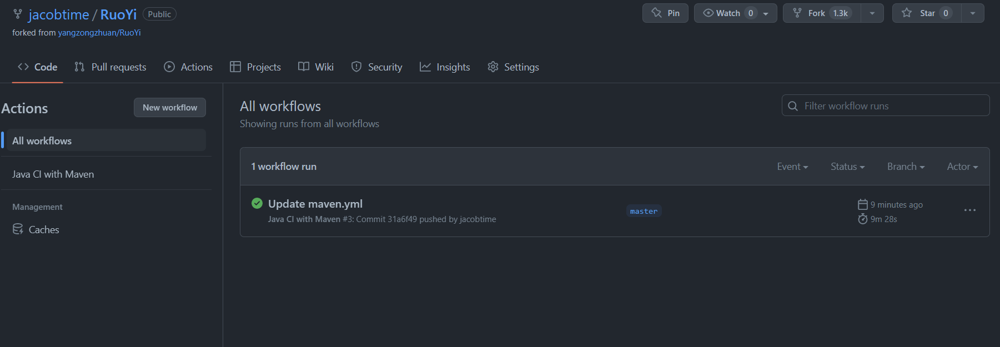 jacobtime / RuoYi Public
Pin
Watch 0
Fork 1.3k
Star 0
forked from yangzongzhuan/RuoYi
Code
Pull requests
Actions
Projects
Wiki
Security
Insights
Settings
Actions
New workflow
All workflows
Java CI with Maven
Management
Caches
All workflows
Showing runs from all workflows
Filter workflow runs
1 workflow run
Event
Status
Branch
Actor
Update maven.yml
Java CI with Maven #3: Commit 31a6f49 pushed by jacobtime
master
9 minutes ago
9m 28s